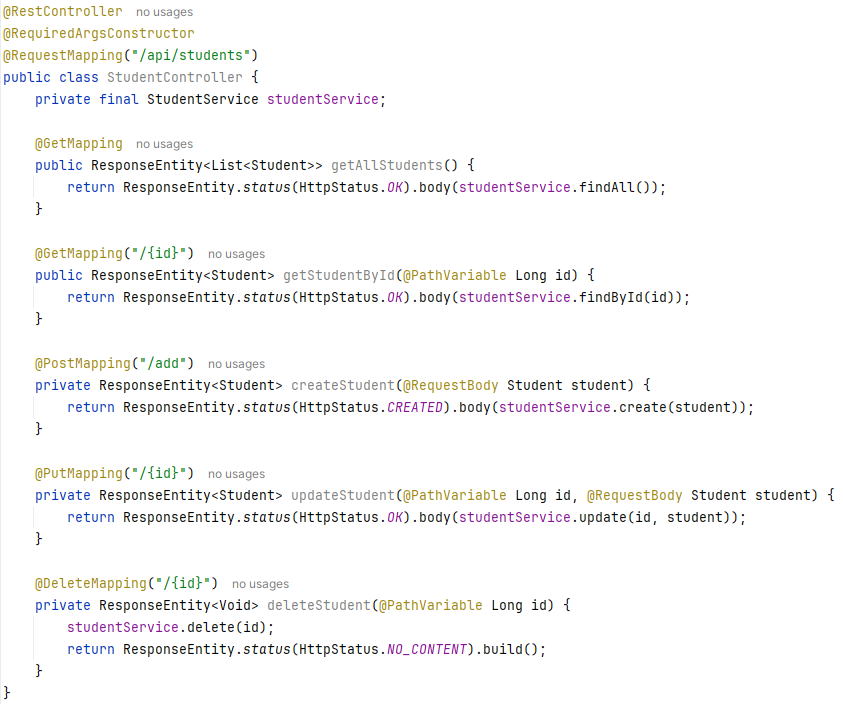 @RestController no usages
@RequiredArgsConstructor
@RequestMapping("/api/students")
public class StudentController {
    private final StudentService studentService;

    @GetMapping no usages
    public ResponseEntity<List<Student>> getAllStudents() {
        return ResponseEntity.status(HttpStatus.OK).body(studentService.findAll());
    }

    @GetMapping("/{id}") no usages
    public ResponseEntity<Student> getStudentById(@PathVariable Long id) {
        return ResponseEntity.status(HttpStatus.OK).body(studentService.findById(id));
    }

    @PostMapping("/add") no usages
    private ResponseEntity<Student> createStudent(@RequestBody Student student) {
        return ResponseEntity.status(HttpStatus.CREATED).body(studentService.create(student));
    }

    @PutMapping("/{id}") no usages
    private ResponseEntity<Student> updateStudent(@PathVariable Long id, @RequestBody Student student) {
        return ResponseEntity.status(HttpStatus.OK).body(studentService.update(id, student));
    }

    @DeleteMapping("/{id}") no usages
    private ResponseEntity<Void> deleteStudent(@PathVariable Long id) {
        studentService.delete(id);
        return ResponseEntity.status(HttpStatus.NO_CONTENT).build();
    }
}